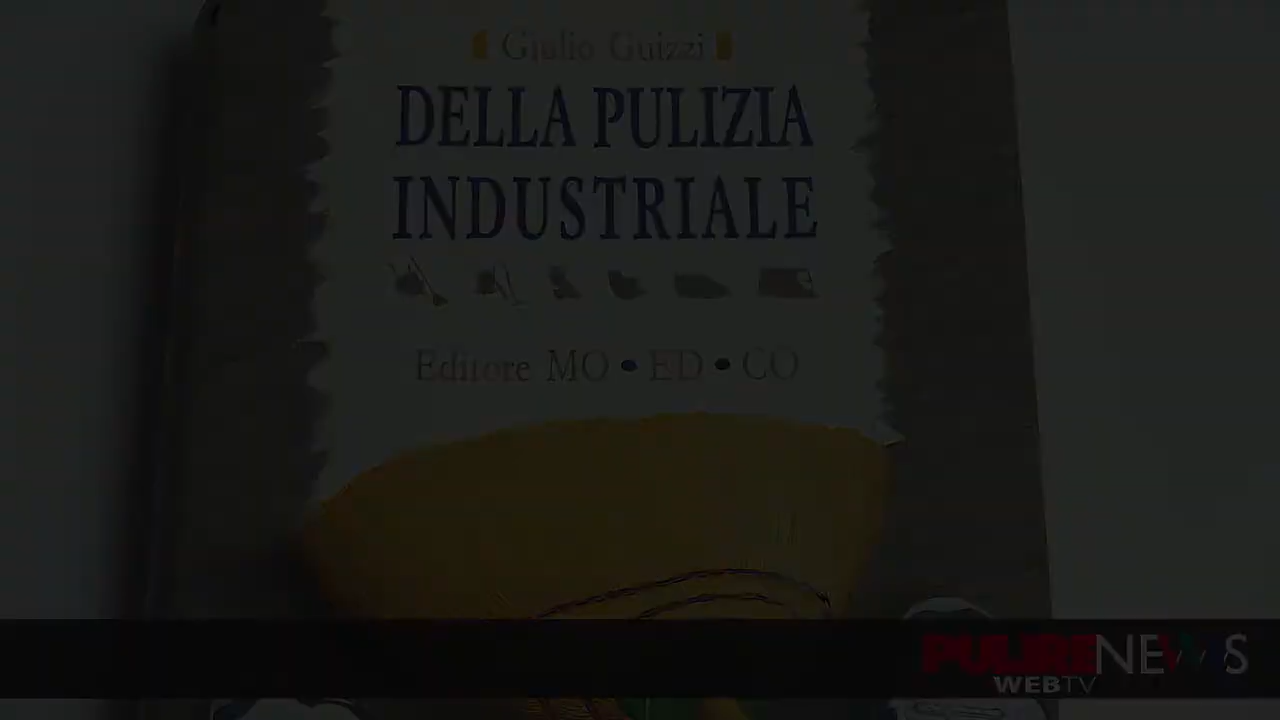 Giulio Guizzi
DELLA PULIZIA
INDUSTRIALE
Editore MO • ED • CO
PULIRENEWS
WEBTV